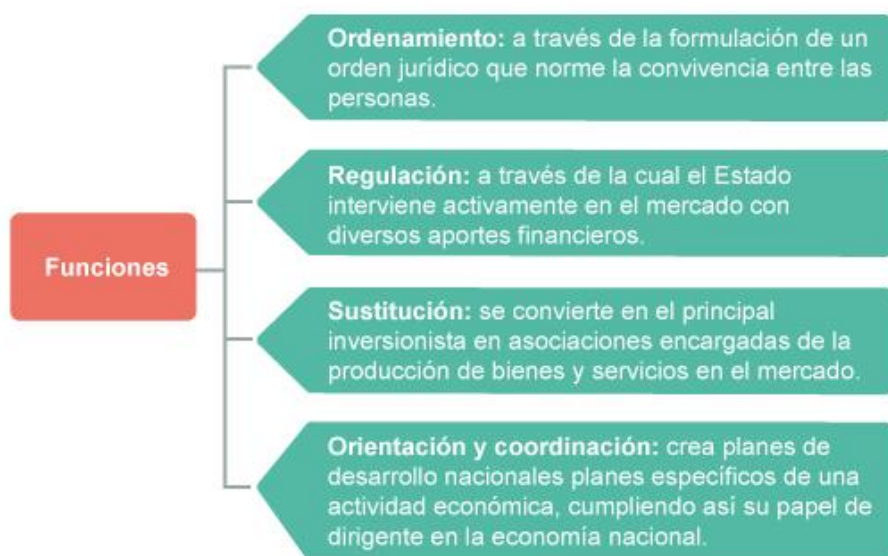 Funciones
Ordenamiento: a través de la formulación de un
orden jurídico que norme la convivencia entre las
personas.
Regulación: a través de la cual el Estado
interviene activamente en el mercado con
diversos aportes financieros.
Sustitución: se convierte en el principal
inversionista en asociaciones encargadas de la
producción de bienes y servicios en el mercado.
Orientación y coordinación: crea planes de
desarrollo nacionales planes específicos de una
actividad económica, cumpliendo así su papel de
dirigente en la economía nacional.